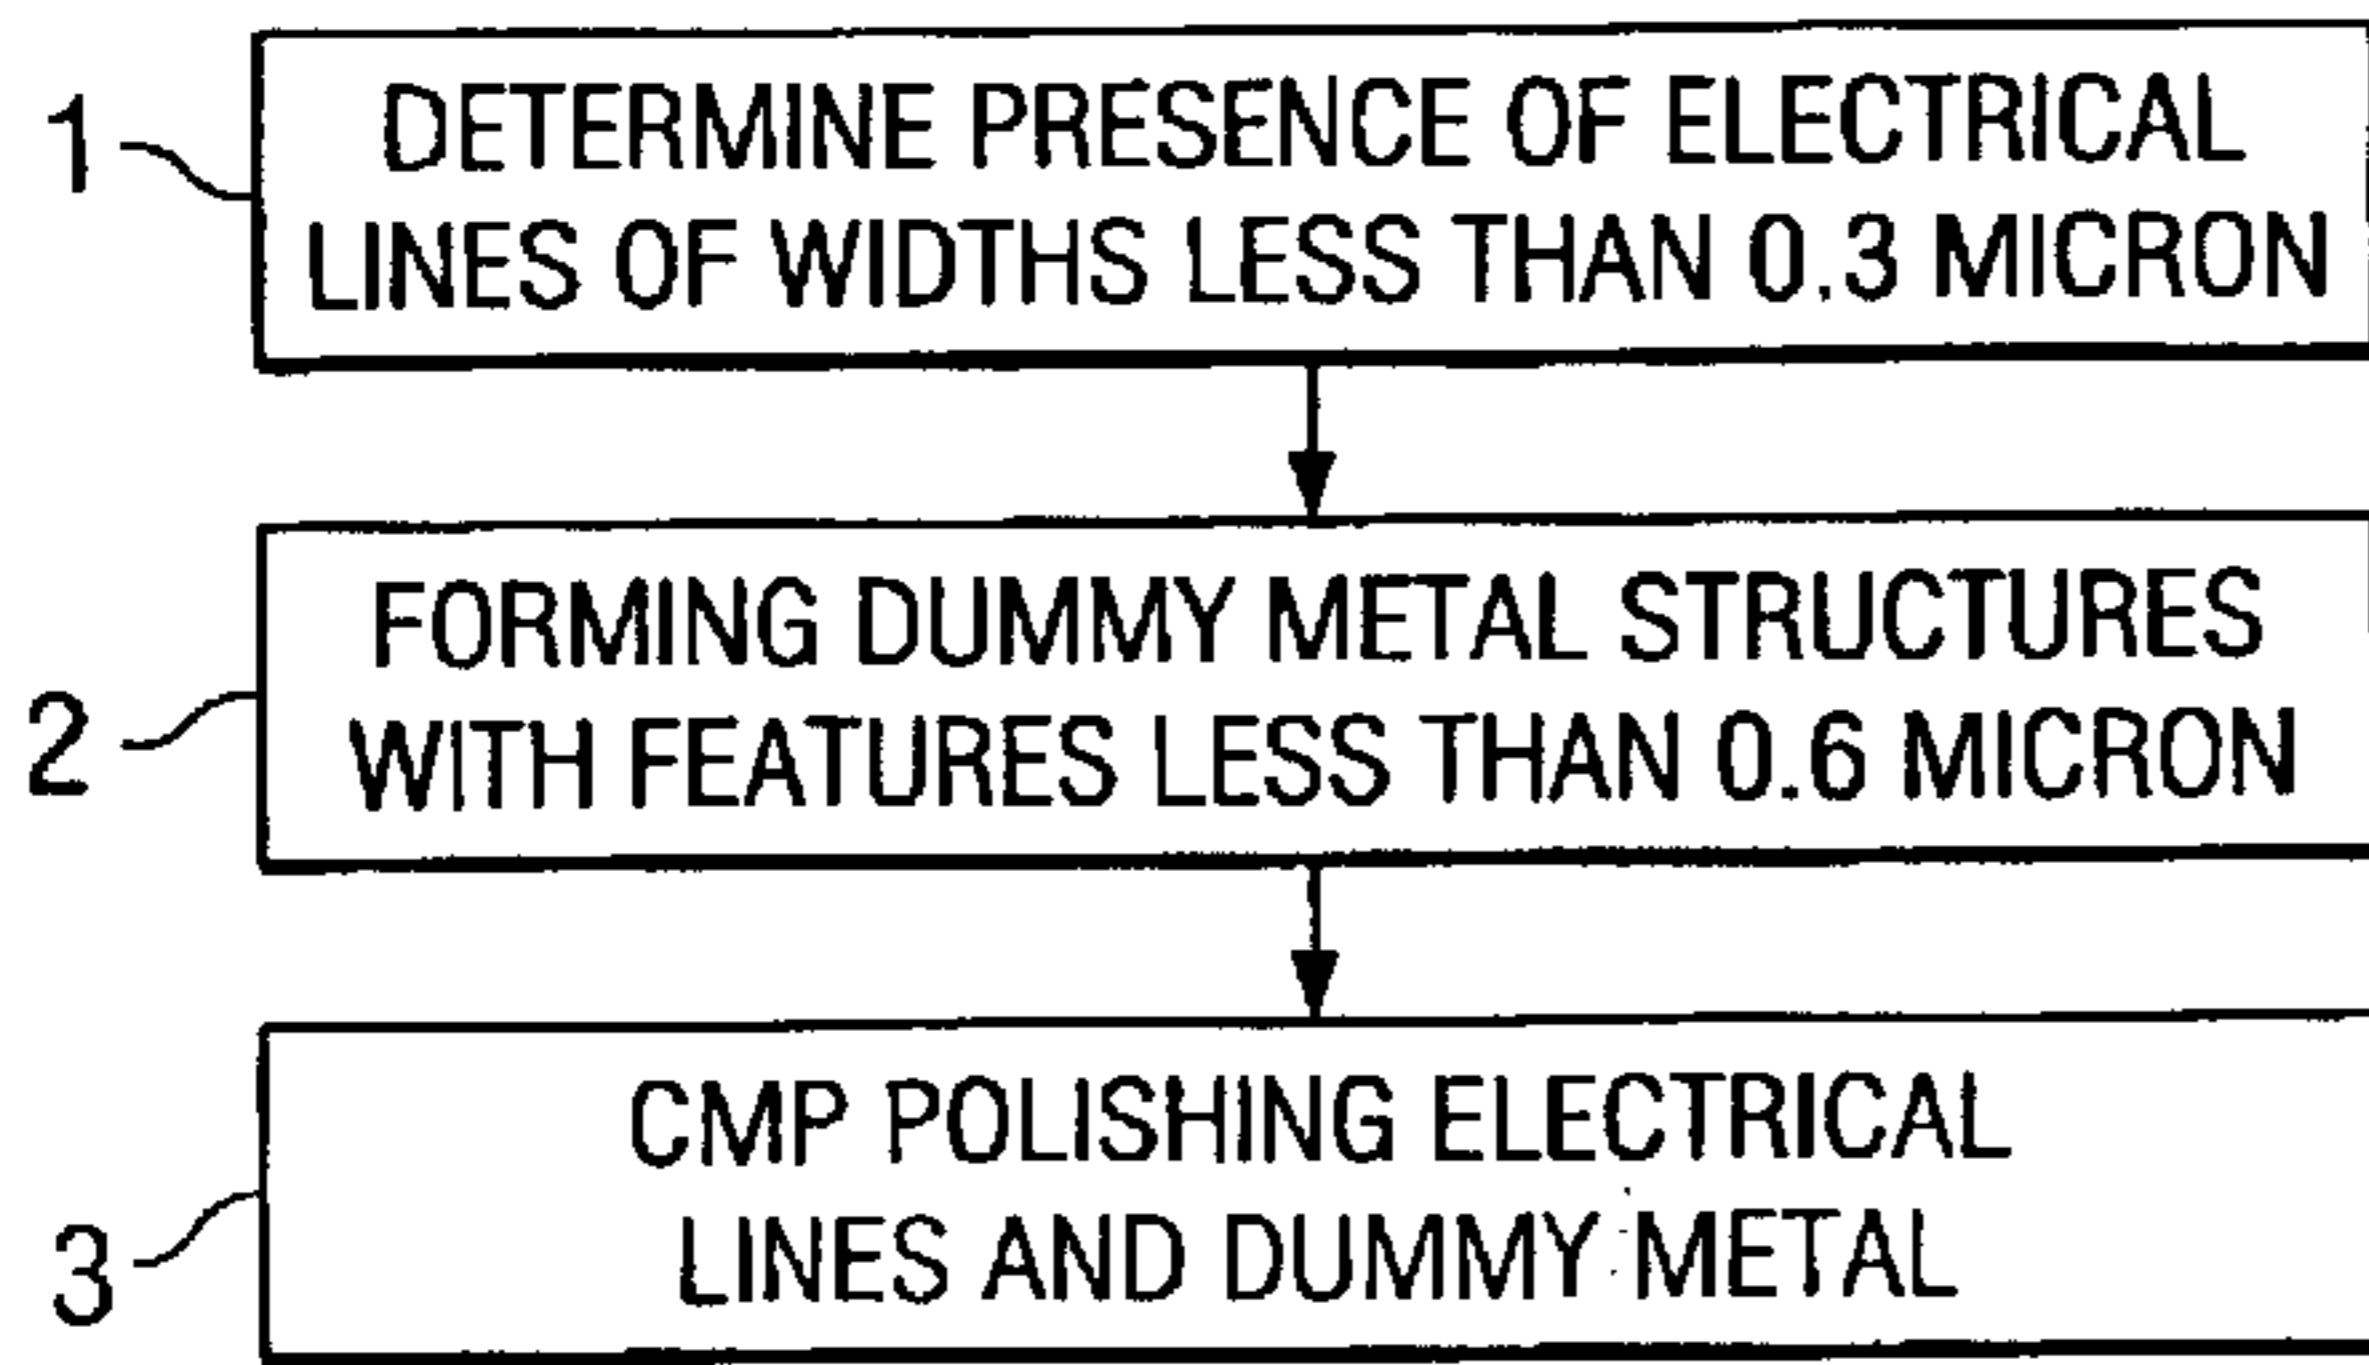 1
DETERMINE PRESENCE OF ELECTRICAL
LINES OF WIDTHS LESS THAN 0.3 MICRON
2
FORMING DUMMY METAL STRUCTURES
WITH FEATURES LESS THAN 0.6 MICRON
3
CMP POLISHING ELECTRICAL
LINES AND DUMMY METAL